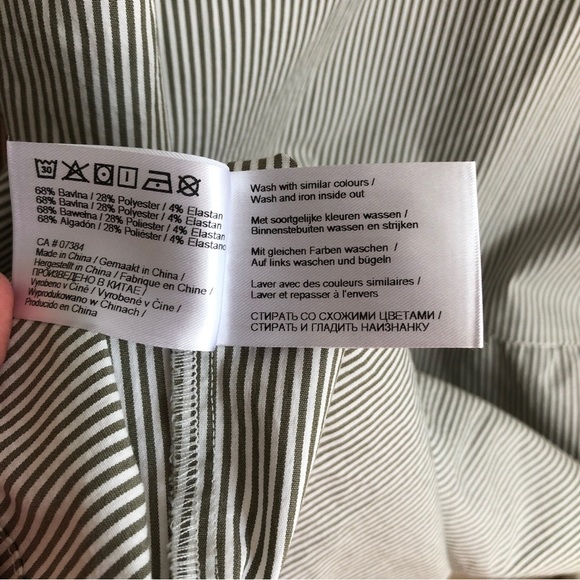 30
68% Bavlna / 28% Polyester / 4% Elastan
68% Bavlna / 28% Polyester / 4% Elastan
68% Bawełna / 28% Poliester / 4% Elastan
68% Algodón / 28% Poliéster / 4% Elastano
CA # 07384
Made in China / Gemaakt in China /
Hergestellt in China / Fabrique en Chine /
ПРОИЗВЕДЕНО В КИТАЕ /
Vyrobeno v Číne / Vyrobené v Číne /
Wyprodukowano w Chinach /
Producido en China
Wash with similar colours /
Wash and iron inside out
Met soortgelijke kleuren wassen /
Binnenstebuiten wassen en strijken
Mit gleichen Farben waschen /
Auf links waschen und bügeln
Laver avec des couleurs similaires /
Laver et repasser à l'envers
СТИРАТЬ СО СХОЖИМИ ЦВЕТАМИ /
СТИРАТЬ И ГЛАДИТЬ НАИЗНАНКУ